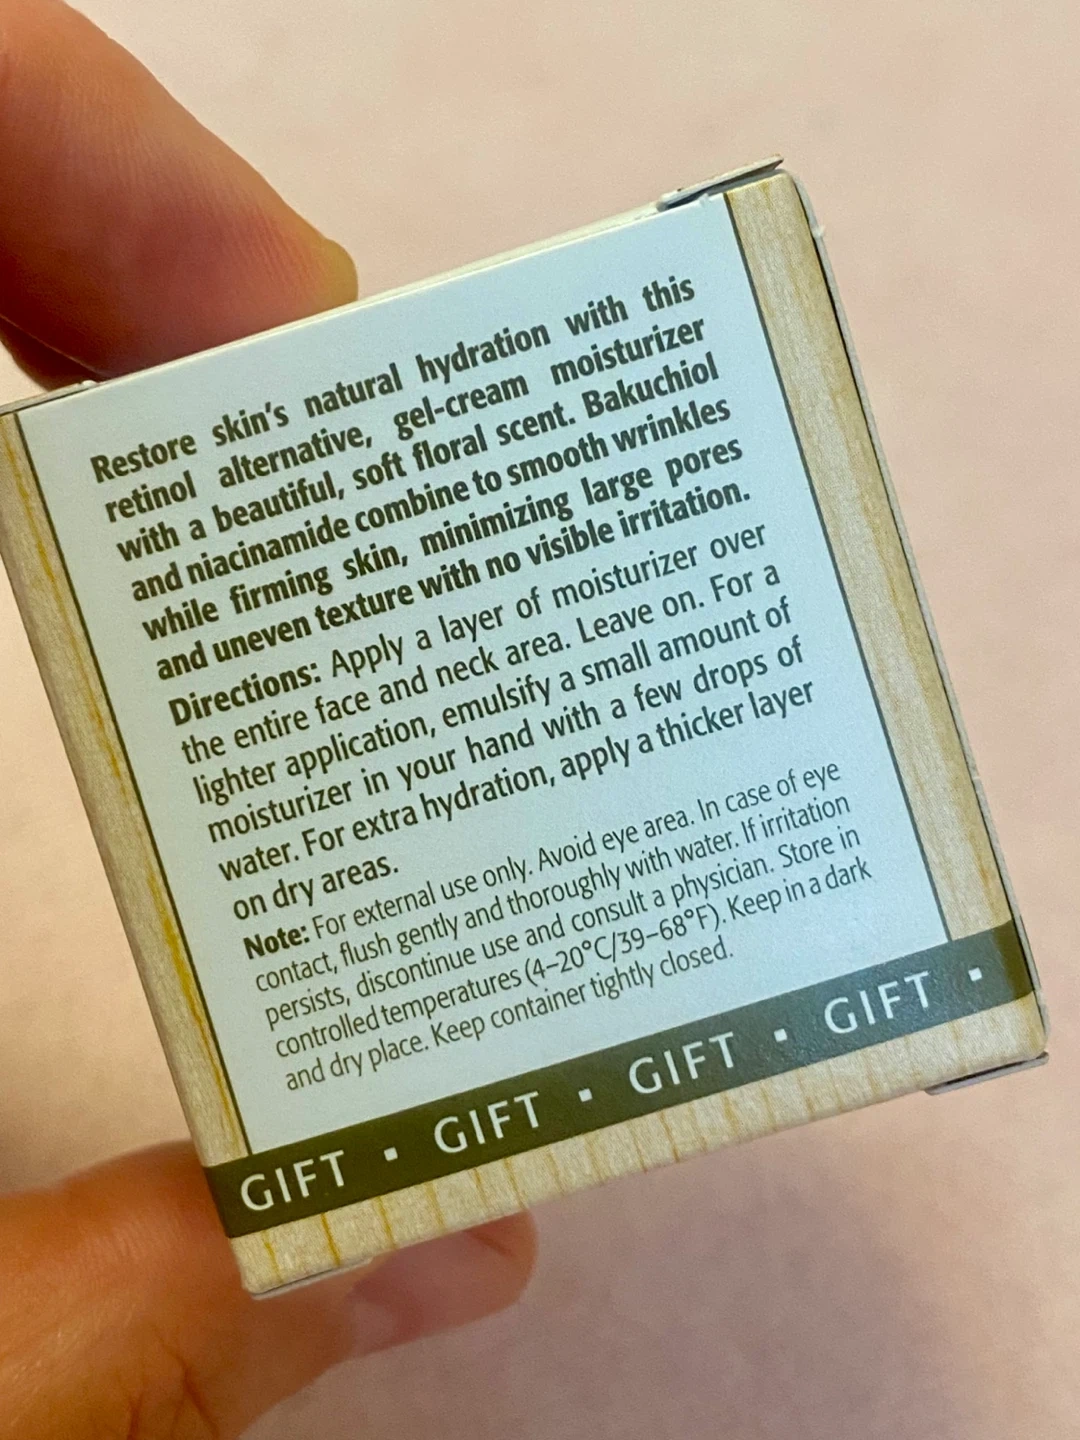 Restore skin's natural hydration with this
retinol alternative, gel-cream moisturizer
with a beautiful, soft floral scent. Bakuchiol
and niacinamide combine to smooth wrinkles
while firming skin, minimizing large pores
and uneven texture with no visible irritation.
Directions: Apply a layer of moisturizer over
the entire face and neck area. Leave on. For a
lighter application, emulsify a small amount of
moisturizer in your hand with a few drops of
water. For extra hydration, apply a thicker layer
on dry areas.
Note: For external use only. Avoid eye area. In case of eye
contact, flush gently and thoroughly with water. If irritation
persists, discontinue use and consult a physician. Store in
controlled temperatures (4–20°C/39–68°F). Keep in a dark
and dry place. Keep container tightly closed.
GIFT ▪ GIFT ▪ GIFT ▪ GIFT ▪